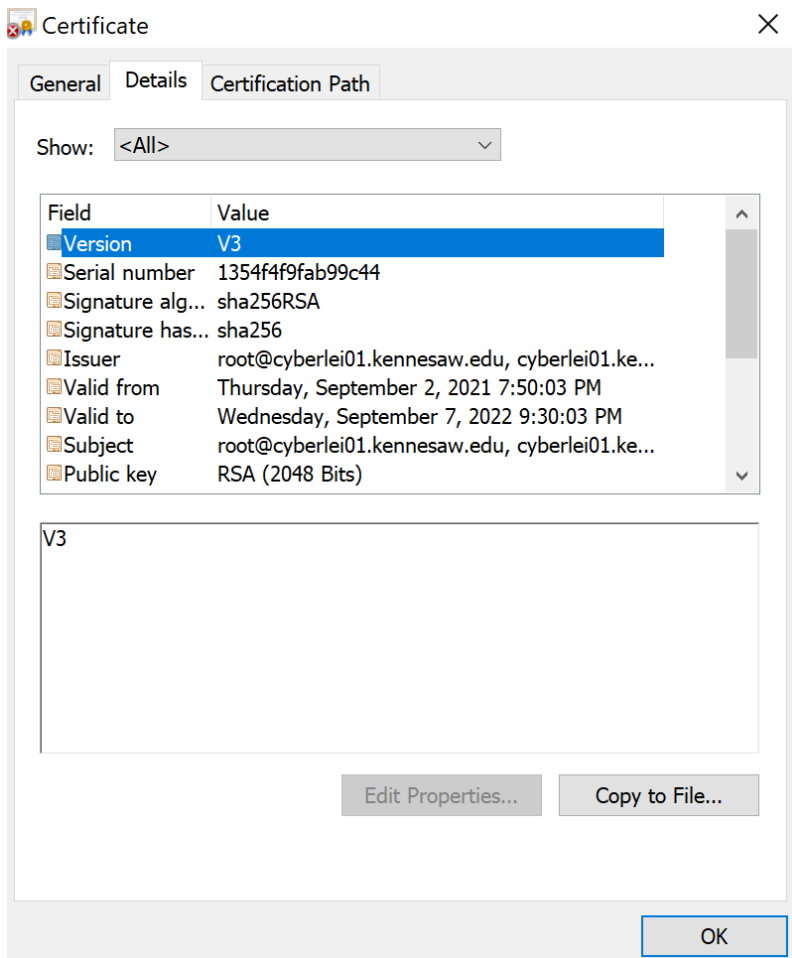 Certificate
General Details Certification Path
Show: <All>
Field Value
Version V3
Serial number 1354f4f9fab99c44
Signature alg... sha256RSA
Signature has... sha256
Issuer root@cyberlei01.kennesaw.edu, cyberlei01.ke...
Valid from Thursday, September 2, 2021 7:50:03 PM
Valid to Wednesday, September 7, 2022 9:30:03 PM
Subject root@cyberlei01.kennesaw.edu, cyberlei01.ke...
Public key RSA (2048 Bits)
V3
Edit Properties... Copy to File...
OK